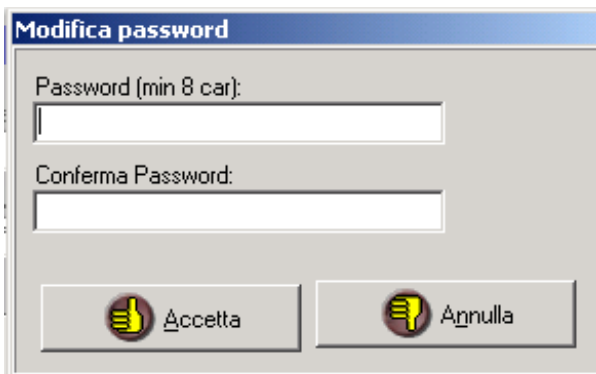 Modifica password
Password (min 8 car):
Conferma Password:
Accetta
Annulla